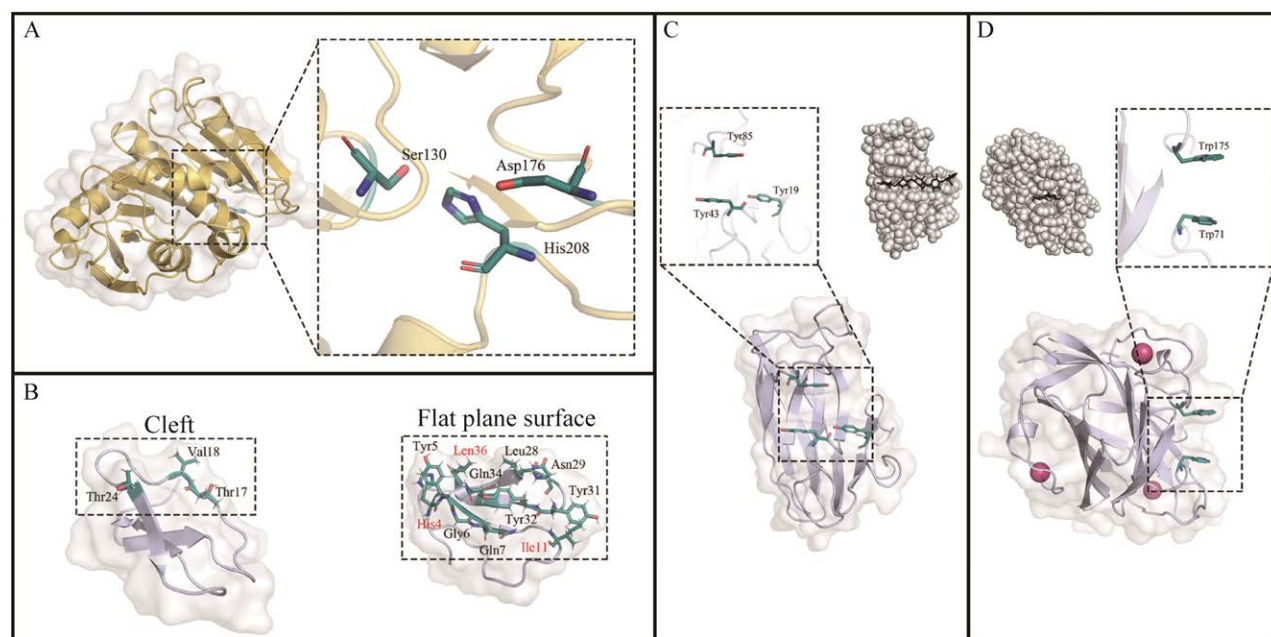 A
Ser130
Asp176
His208
B
Cleft
Val18
Thr24
Thr17
Flat plane surface
Tyr5
Len36
Leu28
Gln34
Asn29
Tyr31
His4
Tyr32
Gly6
Gln7
Ile11
C
Tyr85
Tyr19
Tyr43
D
Trp175
Trp71